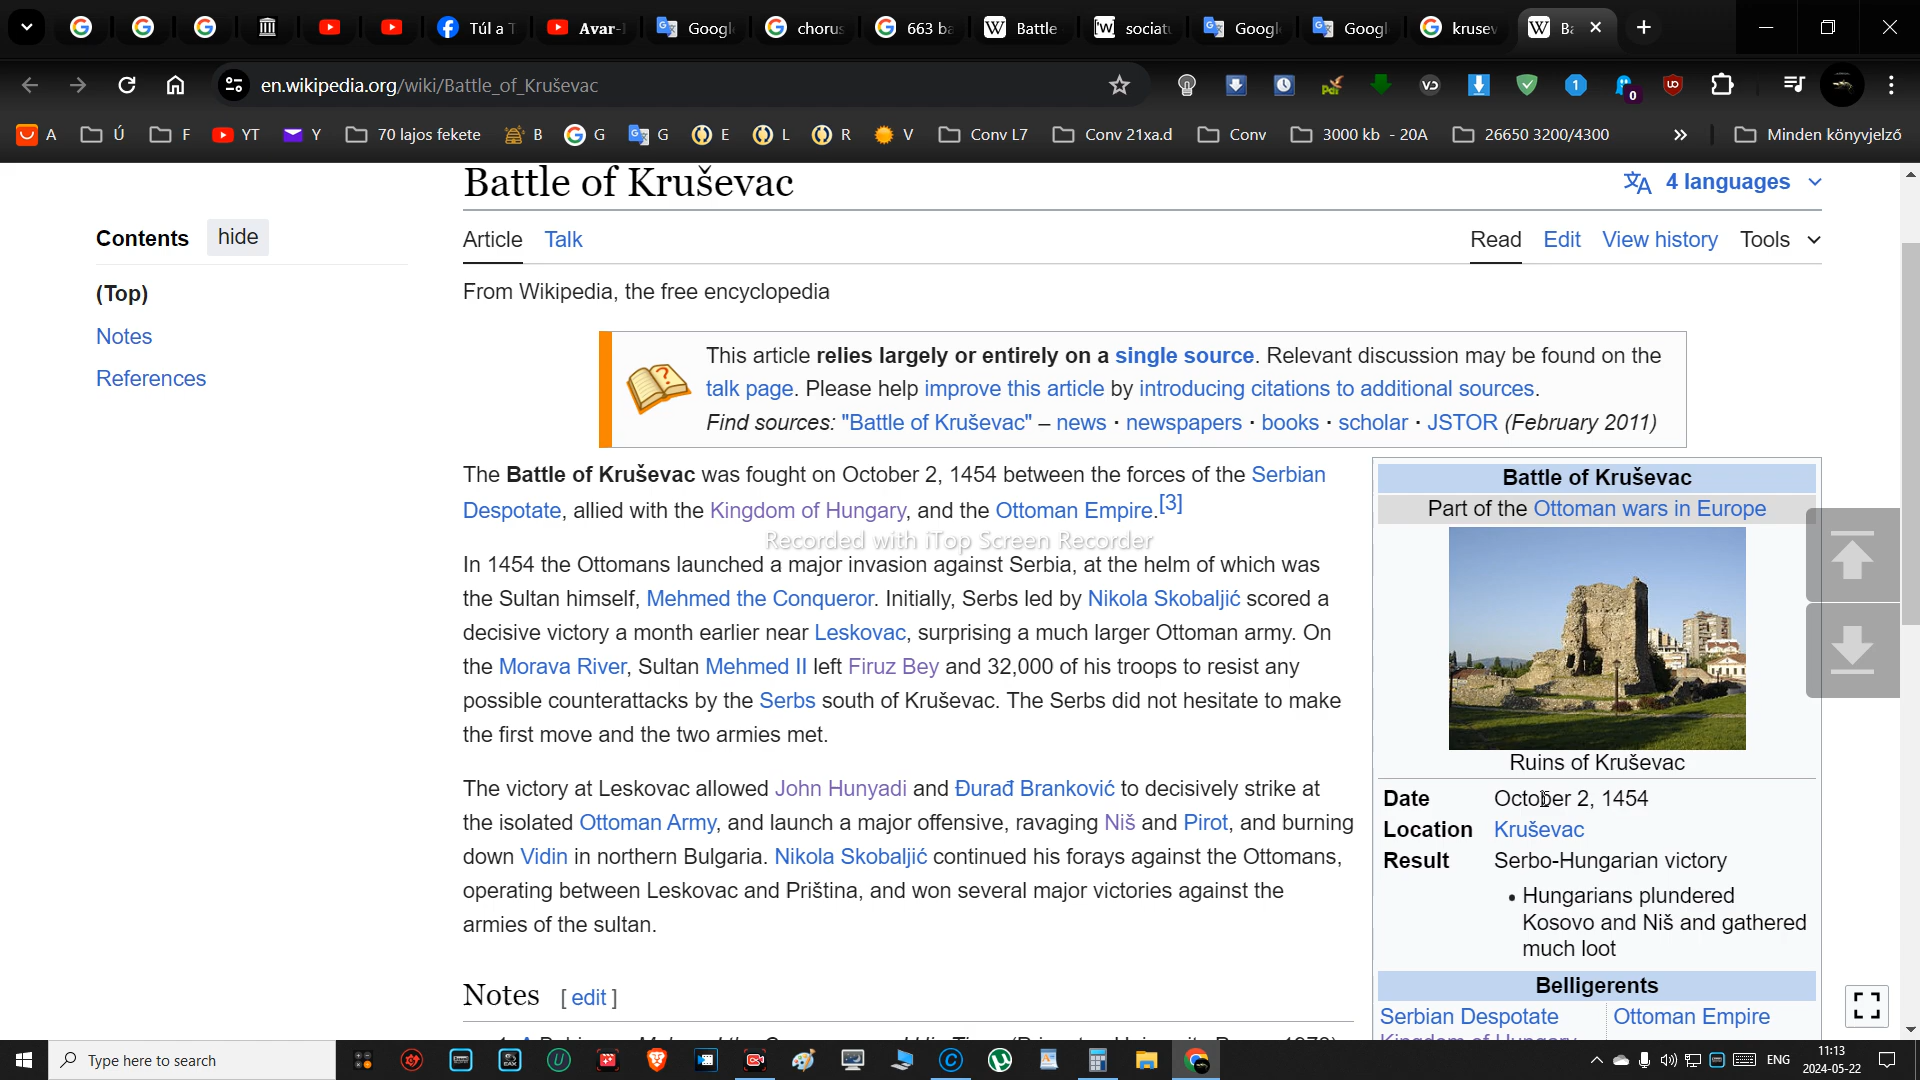 Túl a T
Avar-
Googl
chorus
663 ba
Battle
sociatu
Googl
Googl
krusev
Ba
en.wikipedia.org/wiki/Battle_of_Kruševac
A
Ú
F
YT
Y
70 lajos fekete
B
G
G
E
L
R
V
Conv L7
Conv 21xa.d
Conv
3000 kb - 20A
26650 3200/4300
»
Minden könyvjelző
Battle of Kruševac
4 languages
Contents hide
Article Talk
Read Edit View history Tools
(Top)
Notes
References
From Wikipedia, the free encyclopedia
This article relies largely or entirely on a single source. Relevant discussion may be found on the
talk page. Please help improve this article by introducing citations to additional sources.
Find sources: "Battle of Kruševac" – news · newspapers · books · scholar · JSTOR (February 2011)
The Battle of Kruševac was fought on October 2, 1454 between the forces of the Serbian
Despotate, allied with the Kingdom of Hungary, and the Ottoman Empire.[3]
Recorded with iTop Screen Recorder
In 1454 the Ottomans launched a major invasion against Serbia, at the helm of which was
the Sultan himself, Mehmed the Conqueror. Initially, Serbs led by Nikola Skobaljić scored a
decisive victory a month earlier near Leskovac, surprising a much larger Ottoman army. On
the Morava River, Sultan Mehmed II left Firuz Bey and 32,000 of his troops to resist any
possible counterattacks by the Serbs south of Kruševac. The Serbs did not hesitate to make
the first move and the two armies met.
The victory at Leskovac allowed John Hunyadi and Đurađ Branković to decisively strike at
the isolated Ottoman Army, and launch a major offensive, ravaging Niš and Pirot, and burning
down Vidin in northern Bulgaria. Nikola Skobaljić continued his forays against the Ottomans,
operating between Leskovac and Priština, and won several major victories against the
armies of the sultan.
Notes [ edit ]
Battle of Kruševac
Part of the Ottoman wars in Europe
Ruins of Kruševac
Date October 2, 1454
Location Kruševac
Result Serbo-Hungarian victory
• Hungarians plundered
Kosovo and Niš and gathered
much loot
Belligerents
Serbian Despotate Ottoman Empire
Kingdom of Hungary
Type here to search
ENG
11:13
2024-05-22